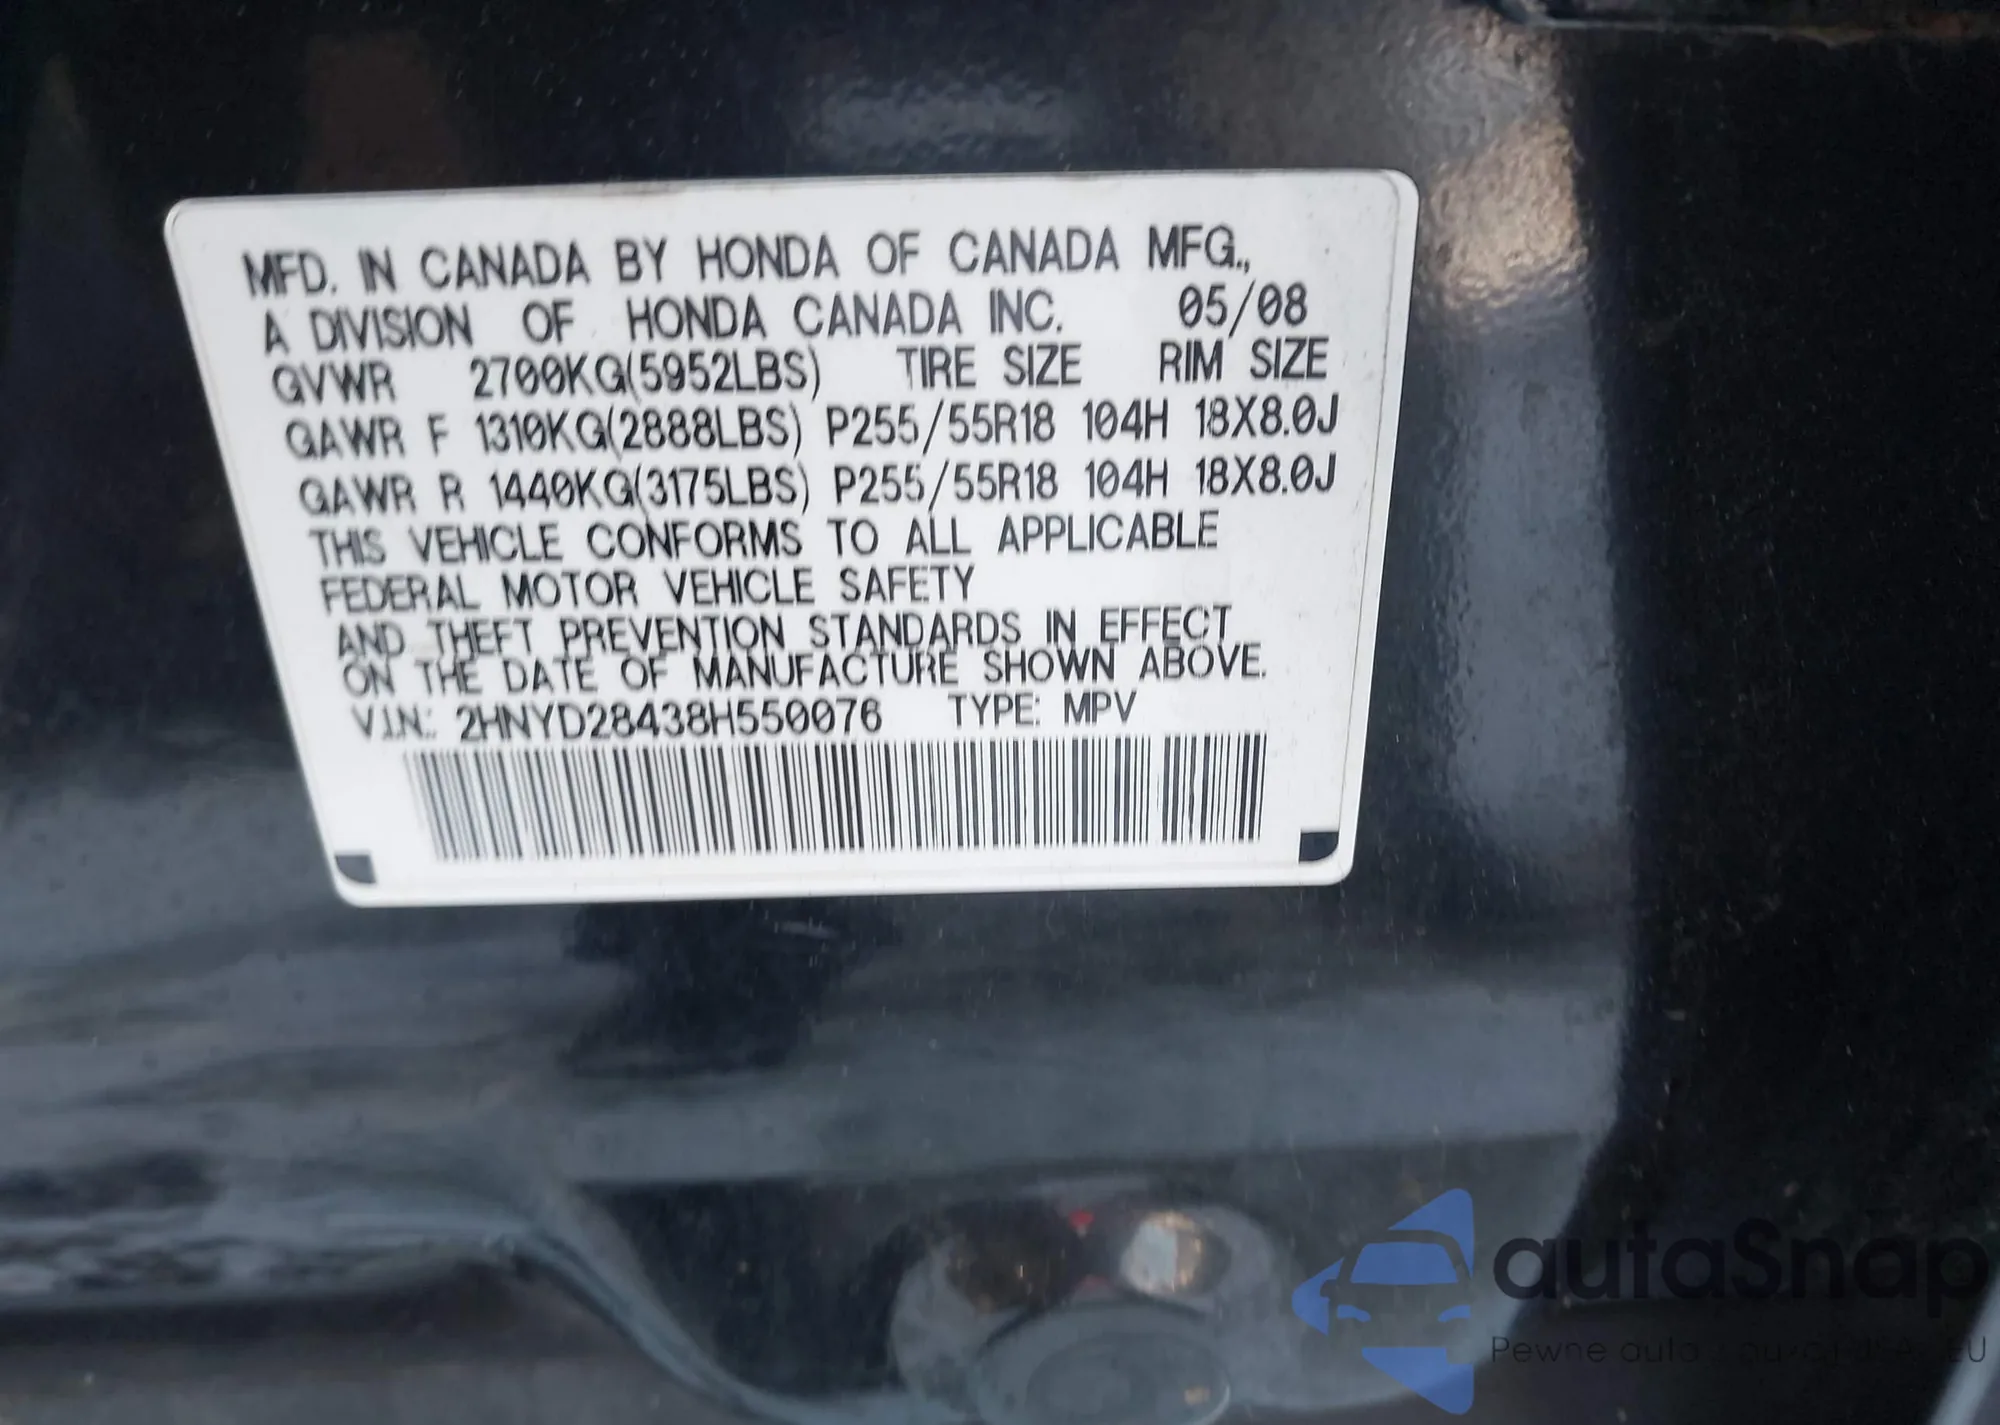 MFD. IN CANADA BY HONDA OF CANADA MFG.,
A DIVISION OF HONDA CANADA INC. 05/08
GVWR 2700KG(5952LBS) TIRE SIZE RIM SIZE
GAWR F 1310KG(2888LBS) P255/55R18 104H 18X8.0J
GAWR R 1440KG(3175LBS) P255/55R18 104H 18X8.0J
THIS VEHICLE CONFORMS TO ALL APPLICABLE
FEDERAL MOTOR VEHICLE SAFETY
AND THEFT PREVENTION STANDARDS IN EFFECT
ON THE DATE OF MANUFACTURE SHOWN ABOVE.
V.I.N.: 2HNYD28438H550076 TYPE: MPV
autaSnap
Pewne auto